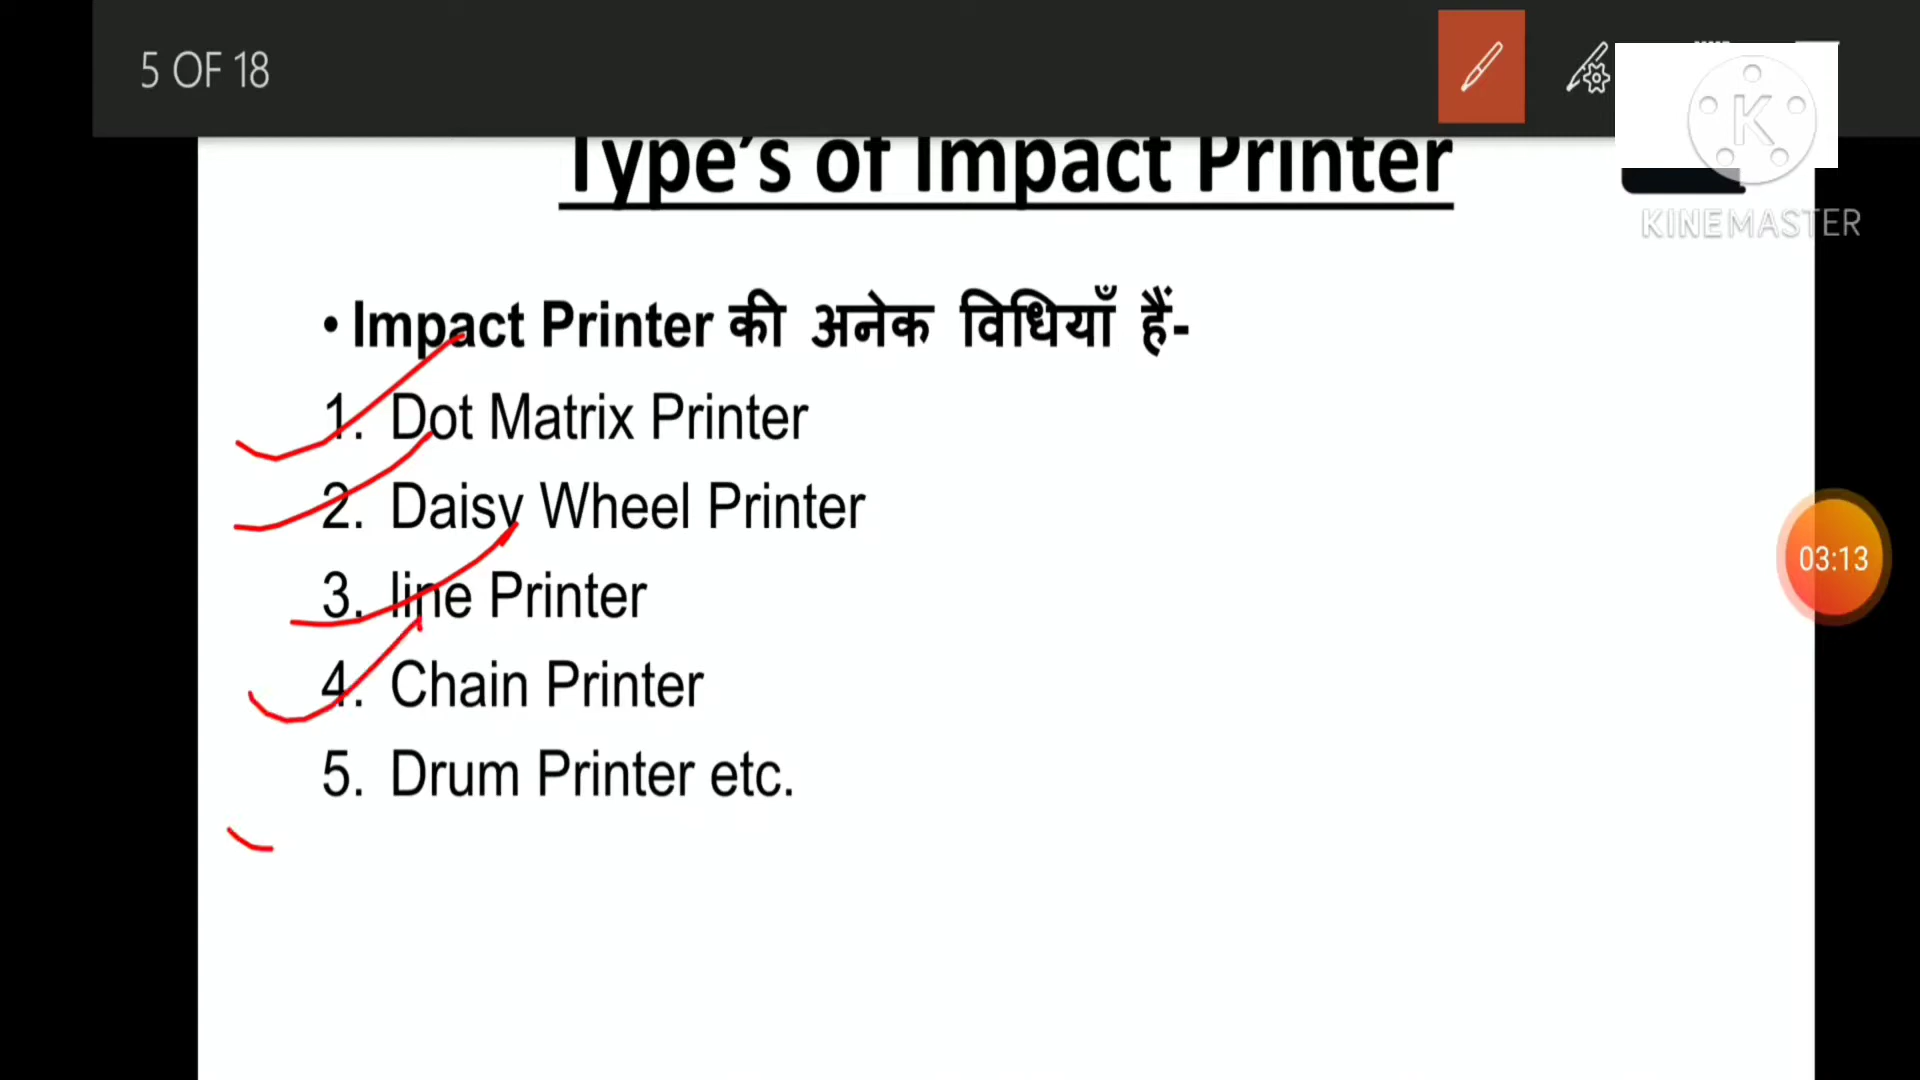 5 OF 18
Type's of Impact Printer
KINEMASTER
• Impact Printer की अनेक विधियाँ हैं-
1. Dot Matrix Printer
2. Daisy Wheel Printer
3. line Printer
03:13
4. Chain Printer
5. Drum Printer etc.